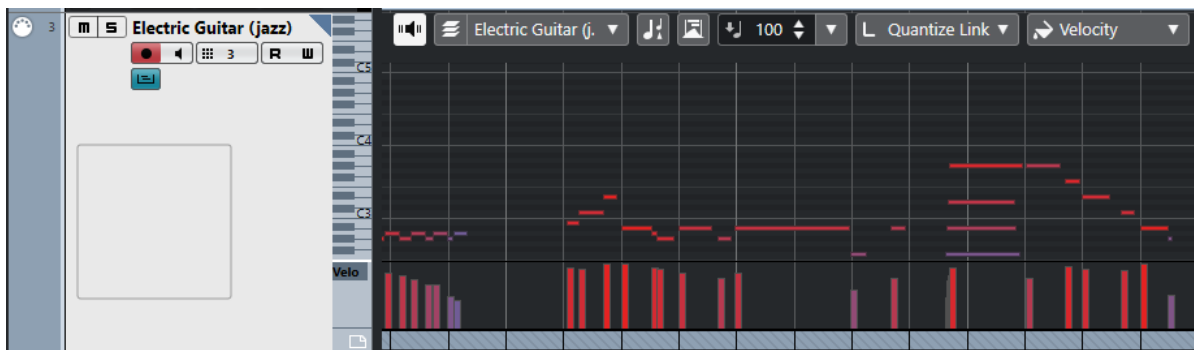 3 m S Electric Guitar (jazz)
3 R W
Electric Guitar (j. 100 L Quantize Link Velocity
C5
C4
C3
Velo